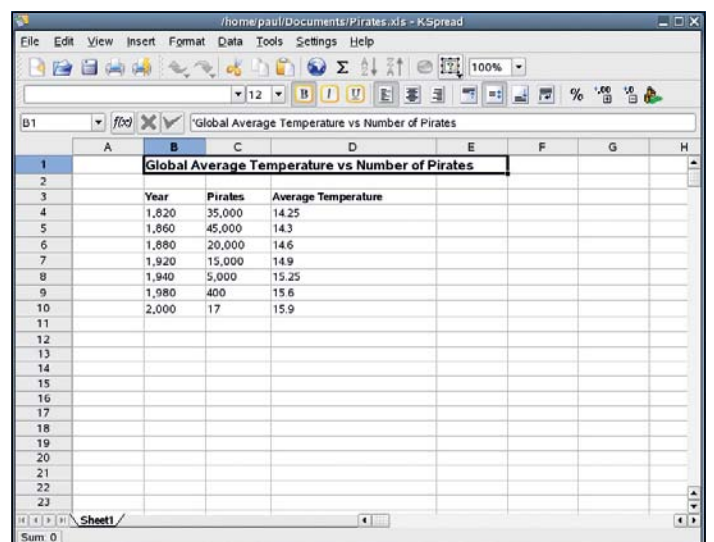 /home/paul/Documents/Pirates.xls - KSpread
File Edit View Insert Format Data Tools Settings Help
100%
12 B I U % 
B1 f(x) 'Global Average Temperature vs Number of Pirates
A B C D E F G H
1 Global Average Temperature vs Number of Pirates
2
3 Year Pirates Average Temperature
4 1,820 35,000 14.25
5 1,860 45,000 14.3
6 1,880 20,000 14.6
7 1,920 15,000 14.9
8 1,940 5,000 15.25
9 1,980 400 15.6
10 2,000 17 15.9
11
12
13
14
15
16
17
18
19
20
21
22
23
Sheet1
Sum: 0